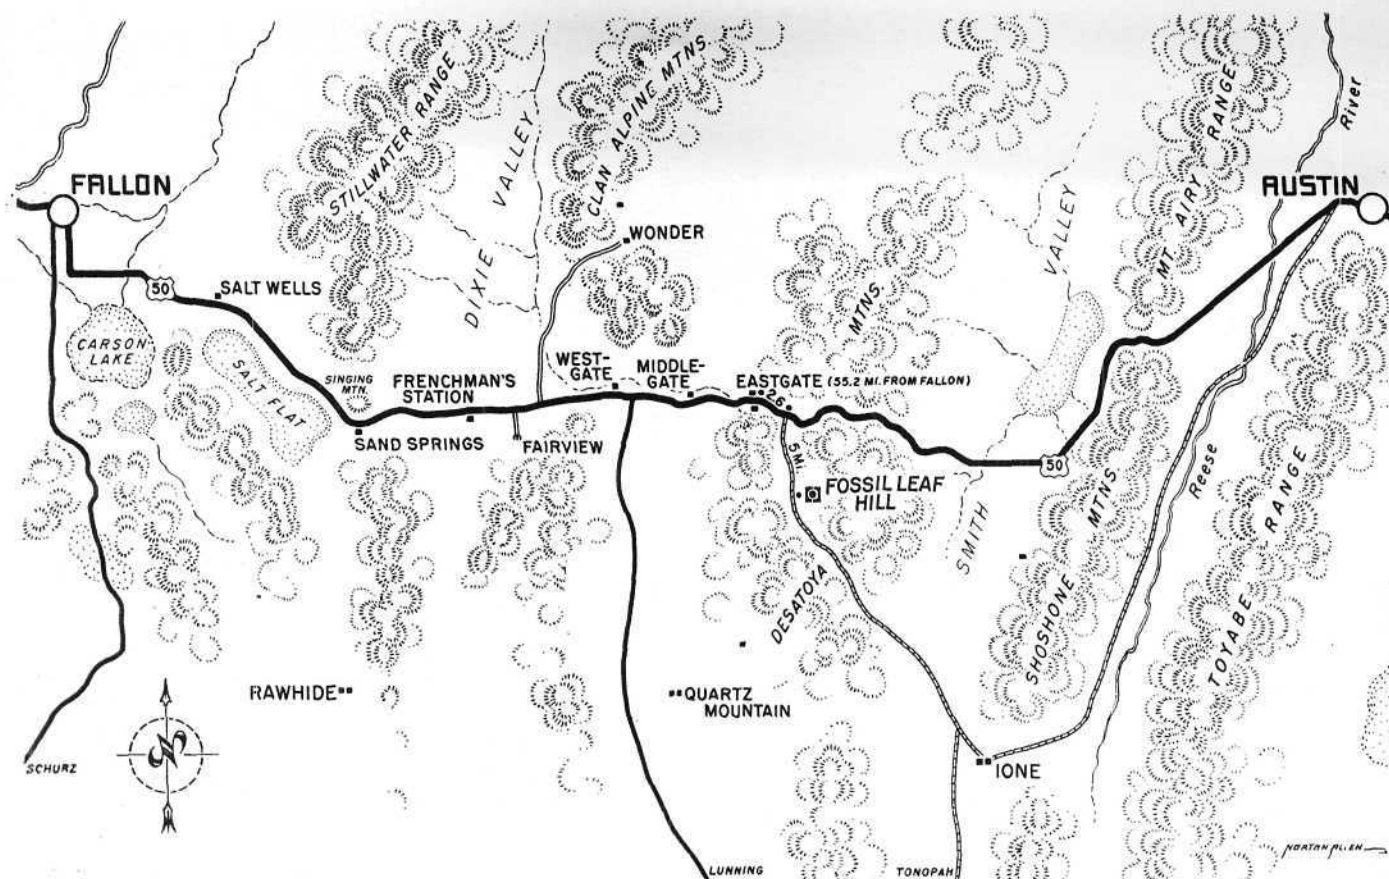 FALLON
50
SALT WELLS
CARSON
LAKE
SALT FLAT
SINGING
MTN.
SAND SPRINGS
FRENCHMAN'S
STATION
FAIRVIEW
STILLWATER RANGE
DIXIE VALLEY
CLAN ALPINE MTNS.
WONDER
WEST-
GATE
MIDDLE-
GATE
EASTGATE (55.2 MI. FROM FALLON)
2.6
5 MI.
FOSSIL LEAF
HILL
DESATOYA MTNS.
SMITH VALLEY
50
MT. AIRY RANGE
SHOSHONE MTNS
Reese River
AUSTIN
TOYABE RANGE
RAWHIDE
QUARTZ
MOUNTAIN
IONE
SCHURZ
N
LUNNING
TONOPAH
NORTON ALLEN